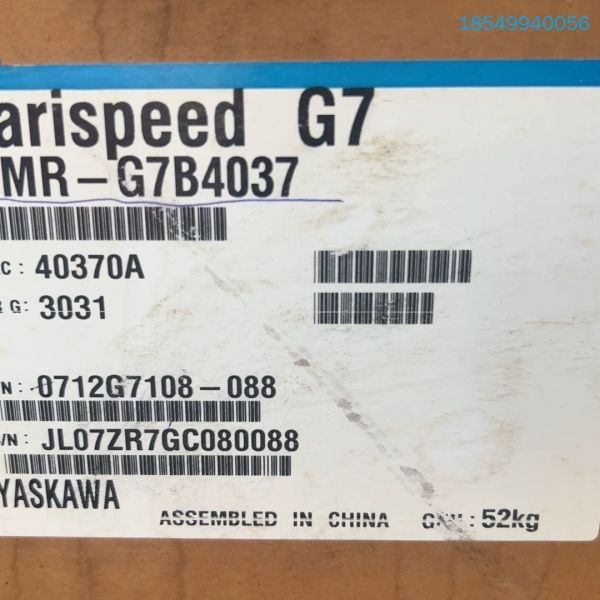 18549940056
arispeed G7
MR-G7B4037
C: 40370A
G: 3031
N: 0712G7108-088
/N: JL07ZR7GC080088
YASKAWA
ASSEMBLED IN CHINA G.W.: 52kg